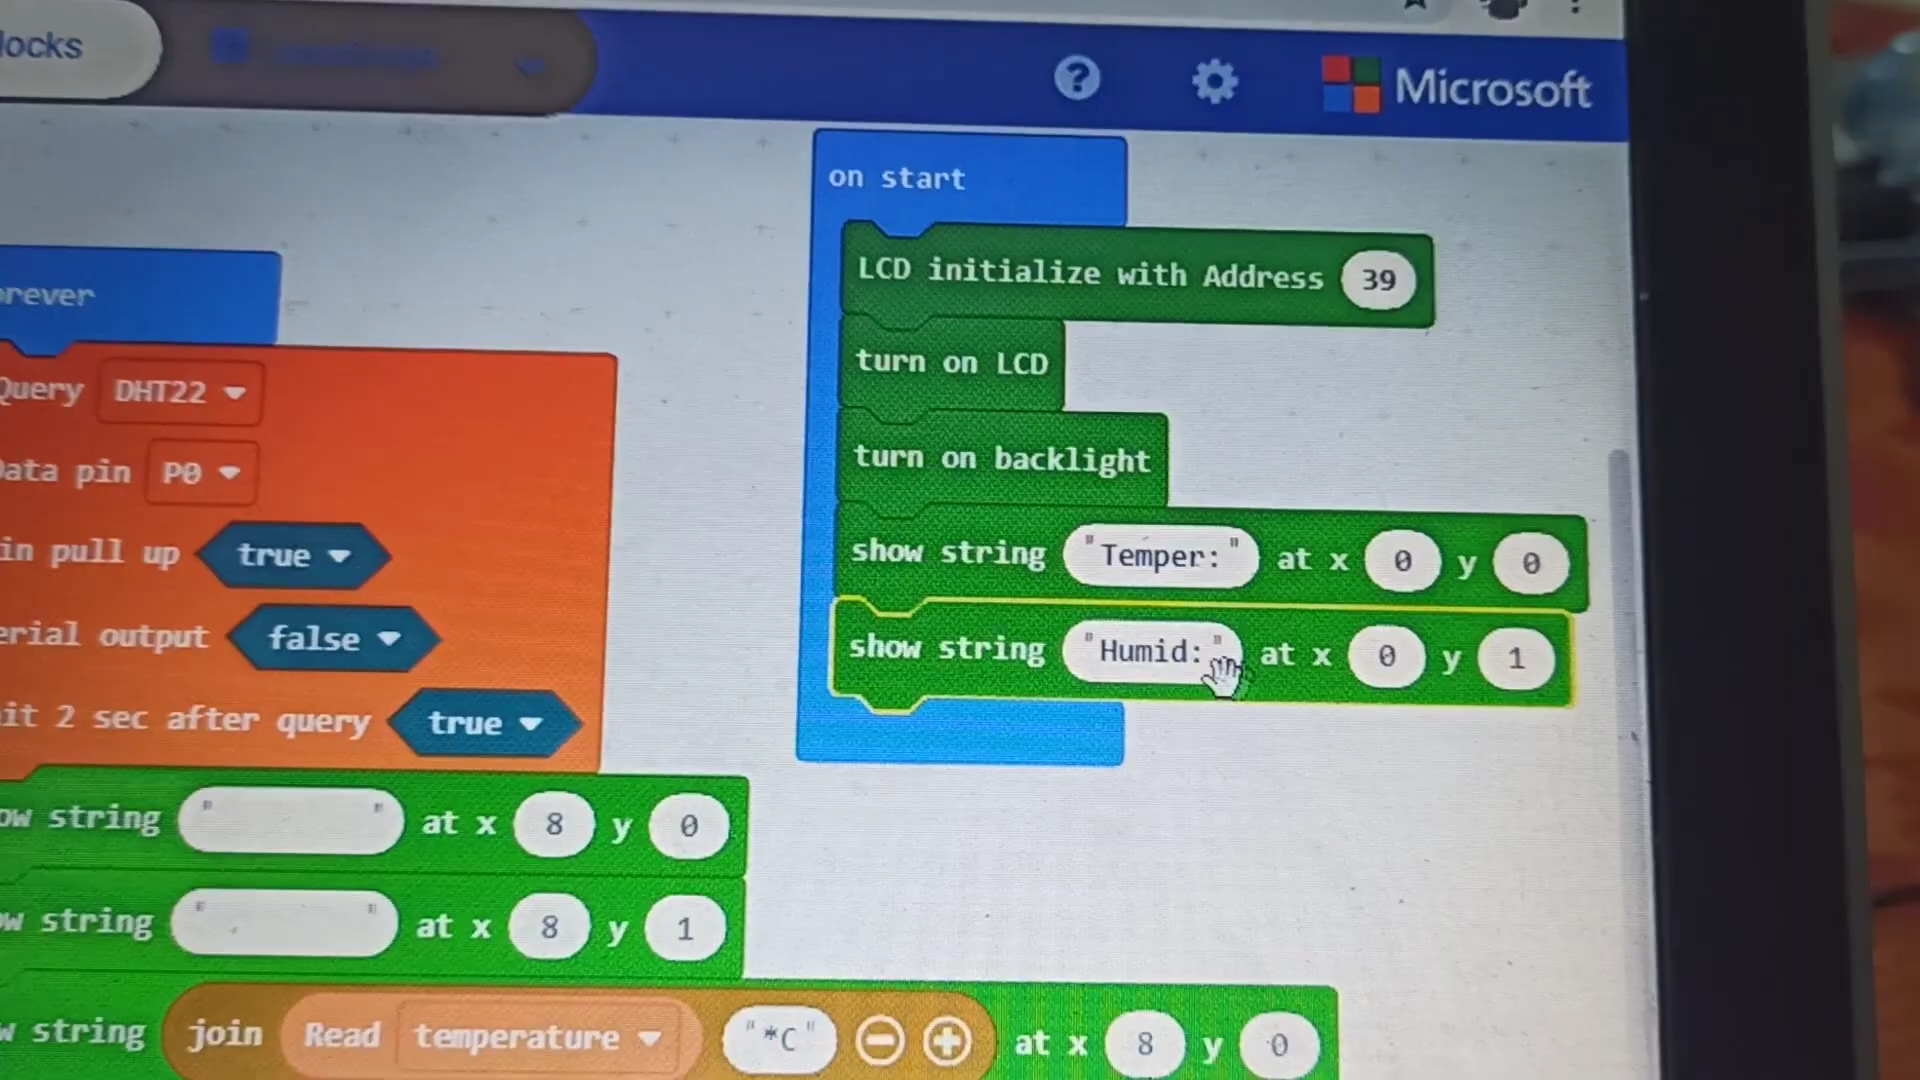 locks
Microsoft
on start
LCD initialize with Address 39
turn on LCD
turn on backlight
show string "Temper:" at x 0 y 0
show string "Humid:" at x 0 y 1
orever
Query DHT22
Data pin P0
in pull up true
erial output false
it 2 sec after query true
ow string " " at x 8 y 0
w string " " at x 8 y 1
w string join Read temperature "*C" at x 8 y 0